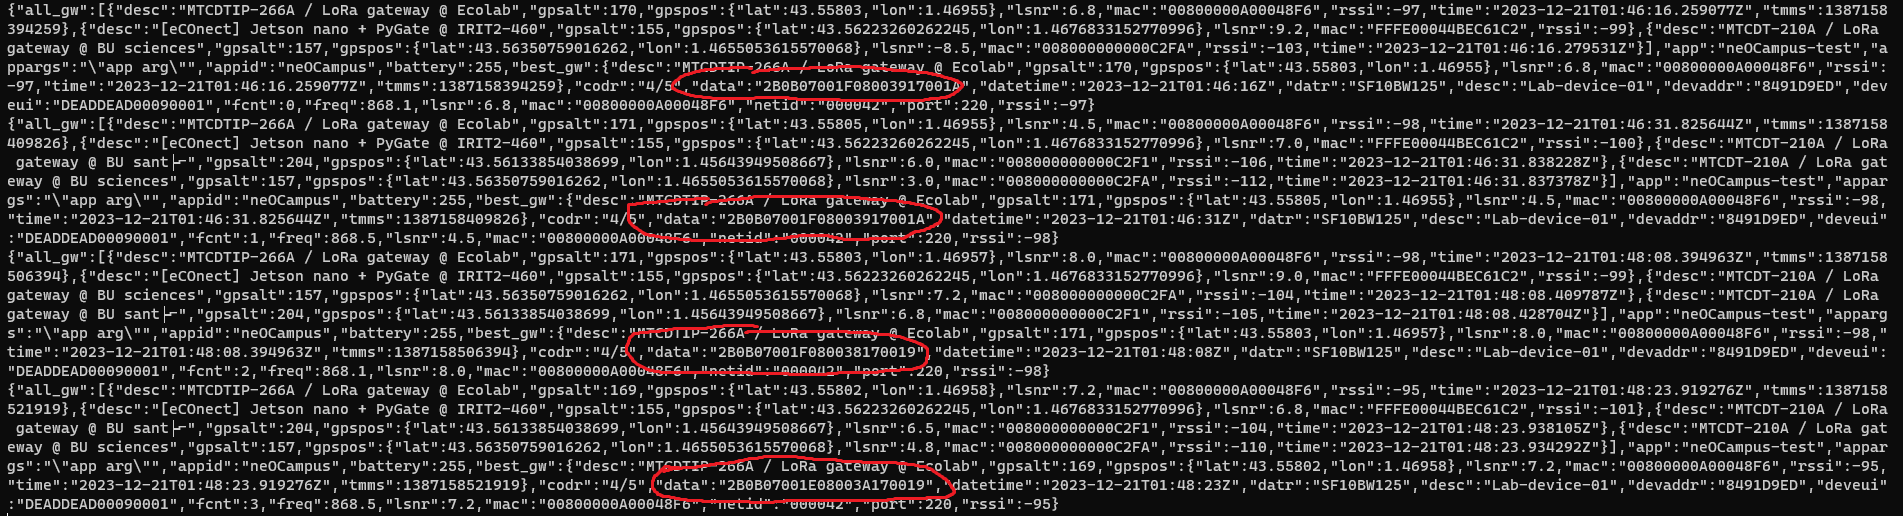 {"all_gw":[{"desc":"MTCDTIP-266A / LoRa gateway @ Ecolab","gpsalt":170,"gpspos":{"lat":43.55803,"lon":1.46955},"lsnr":6.8,"mac":"00800000A00048F6","rssi":-97,"time":"2023-12-21T01:46:16.259077Z","tmms":1387158
394259},{"desc":"[eCOnect] Jetson nano + PyGate @ IRIT2-460","gpsalt":155,"gpspos":{"lat":43.56223260262245,"lon":1.4676833152770996},"lsnr":9.2,"mac":"FFFE00044BEC61C2","rssi":-99},{"desc":"MTCDT-210A / LoRa
gateway @ BU sciences","gpsalt":157,"gpspos":{"lat":43.56350759016262,"lon":1.4655053615570068},"lsnr":-8.5,"mac":"008000000000C2FA","rssi":-103,"time":"2023-12-21T01:46:16.279531Z"}],"app":"neOCampus-test","a
ppargs":"\"app arg\"","appid":"neOCampus","battery":255,"best_gw":{"desc":"MTCDTIP-266A / LoRa gateway @ Ecolab","gpsalt":170,"gpspos":{"lat":43.55803,"lon":1.46955},"lsnr":6.8,"mac":"00800000A00048F6","rssi":
-97,"time":"2023-12-21T01:46:16.259077Z","tmms":1387158394259},"codr":"4/5","data":"2B0B07001F08003917001A","datetime":"2023-12-21T01:46:16Z","datr":"SF10BW125","desc":"Lab-device-01","devaddr":"8491D9ED","dev
eui":"DEADDEAD00090001","fcnt":0,"freq":868.1,"lsnr":6.8,"mac":"00800000A00048F6","netid":"000042","port":220,"rssi":-97}
{"all_gw":[{"desc":"MTCDTIP-266A / LoRa gateway @ Ecolab","gpsalt":171,"gpspos":{"lat":43.55805,"lon":1.46955},"lsnr":4.5,"mac":"00800000A00048F6","rssi":-98,"time":"2023-12-21T01:46:31.825644Z","tmms":1387158
409826},{"desc":"[eCOnect] Jetson nano + PyGate @ IRIT2-460","gpsalt":155,"gpspos":{"lat":43.56223260262245,"lon":1.4676833152770996},"lsnr":7.0,"mac":"FFFE00044BEC61C2","rssi":-100},{"desc":"MTCDT-210A / LoRa
gateway @ BU sant├⌐","gpsalt":204,"gpspos":{"lat":43.56133854038699,"lon":1.45643949508667},"lsnr":6.0,"mac":"008000000000C2F1","rssi":-106,"time":"2023-12-21T01:46:31.838228Z"},{"desc":"MTCDT-210A / LoRa gat
eway @ BU sciences","gpsalt":157,"gpspos":{"lat":43.56350759016262,"lon":1.4655053615570068},"lsnr":3.0,"mac":"008000000000C2FA","rssi":-112,"time":"2023-12-21T01:46:31.837378Z"}],"app":"neOCampus-test","appar
gs":"\"app arg\"","appid":"neOCampus","battery":255,"best_gw":{"desc":"MTCDTIP-266A / LoRa gateway @ Ecolab","gpsalt":171,"gpspos":{"lat":43.55805,"lon":1.46955},"lsnr":4.5,"mac":"00800000A00048F6","rssi":-98,
"time":"2023-12-21T01:46:31.825644Z","tmms":1387158409826},"codr":"4/5","data":"2B0B07001F08003917001A","datetime":"2023-12-21T01:46:31Z","datr":"SF10BW125","desc":"Lab-device-01","devaddr":"8491D9ED","deveui"
:"DEADDEAD00090001","fcnt":1,"freq":868.5,"lsnr":4.5,"mac":"00800000A00048F6","netid":"000042","port":220,"rssi":-98}
{"all_gw":[{"desc":"MTCDTIP-266A / LoRa gateway @ Ecolab","gpsalt":171,"gpspos":{"lat":43.55803,"lon":1.46957},"lsnr":8.0,"mac":"00800000A00048F6","rssi":-98,"time":"2023-12-21T01:48:08.394963Z","tmms":1387158
506394},{"desc":"[eCOnect] Jetson nano + PyGate @ IRIT2-460","gpsalt":155,"gpspos":{"lat":43.56223260262245,"lon":1.4676833152770996},"lsnr":9.0,"mac":"FFFE00044BEC61C2","rssi":-99},{"desc":"MTCDT-210A / LoRa
gateway @ BU sciences","gpsalt":157,"gpspos":{"lat":43.56350759016262,"lon":1.4655053615570068},"lsnr":7.2,"mac":"008000000000C2FA","rssi":-104,"time":"2023-12-21T01:48:08.409787Z"},{"desc":"MTCDT-210A / LoRa
gateway @ BU sant├⌐","gpsalt":204,"gpspos":{"lat":43.56133854038699,"lon":1.45643949508667},"lsnr":6.8,"mac":"008000000000C2F1","rssi":-105,"time":"2023-12-21T01:48:08.428704Z"}],"app":"neOCampus-test","apparg
s":"\"app arg\"","appid":"neOCampus","battery":255,"best_gw":{"desc":"MTCDTIP-266A / LoRa gateway @ Ecolab","gpsalt":171,"gpspos":{"lat":43.55803,"lon":1.46957},"lsnr":8.0,"mac":"00800000A00048F6","rssi":-98,"
time":"2023-12-21T01:48:08.394963Z","tmms":1387158506394},"codr":"4/5","data":"2B0B07001F080038170019","datetime":"2023-12-21T01:48:08Z","datr":"SF10BW125","desc":"Lab-device-01","devaddr":"8491D9ED","deveui":
"DEADDEAD00090001","fcnt":2,"freq":868.1,"lsnr":8.0,"mac":"00800000A00048F6","netid":"000042","port":220,"rssi":-98}
{"all_gw":[{"desc":"MTCDTIP-266A / LoRa gateway @ Ecolab","gpsalt":169,"gpspos":{"lat":43.55802,"lon":1.46958},"lsnr":7.2,"mac":"00800000A00048F6","rssi":-95,"time":"2023-12-21T01:48:23.919276Z","tmms":1387158
521919},{"desc":"[eCOnect] Jetson nano + PyGate @ IRIT2-460","gpsalt":155,"gpspos":{"lat":43.56223260262245,"lon":1.4676833152770996},"lsnr":6.8,"mac":"FFFE00044BEC61C2","rssi":-101},{"desc":"MTCDT-210A / LoRa
gateway @ BU sant├⌐","gpsalt":204,"gpspos":{"lat":43.56133854038699,"lon":1.45643949508667},"lsnr":6.5,"mac":"008000000000C2F1","rssi":-104,"time":"2023-12-21T01:48:23.938105Z"},{"desc":"MTCDT-210A / LoRa gat
eway @ BU sciences","gpsalt":157,"gpspos":{"lat":43.56350759016262,"lon":1.4655053615570068},"lsnr":4.8,"mac":"008000000000C2FA","rssi":-110,"time":"2023-12-21T01:48:23.934292Z"}],"app":"neOCampus-test","appar
gs":"\"app arg\"","appid":"neOCampus","battery":255,"best_gw":{"desc":"MTCDTIP-266A / LoRa gateway @ Ecolab","gpsalt":169,"gpspos":{"lat":43.55802,"lon":1.46958},"lsnr":7.2,"mac":"00800000A00048F6","rssi":-95,
"time":"2023-12-21T01:48:23.919276Z","tmms":1387158521919},"codr":"4/5","data":"2B0B07001E08003A170019","datetime":"2023-12-21T01:48:23Z","datr":"SF10BW125","desc":"Lab-device-01","devaddr":"8491D9ED","deveui"
:"DEADDEAD00090001","fcnt":3,"freq":868.5,"lsnr":7.2,"mac":"00800000A00048F6","netid":"000042","port":220,"rssi":-95}